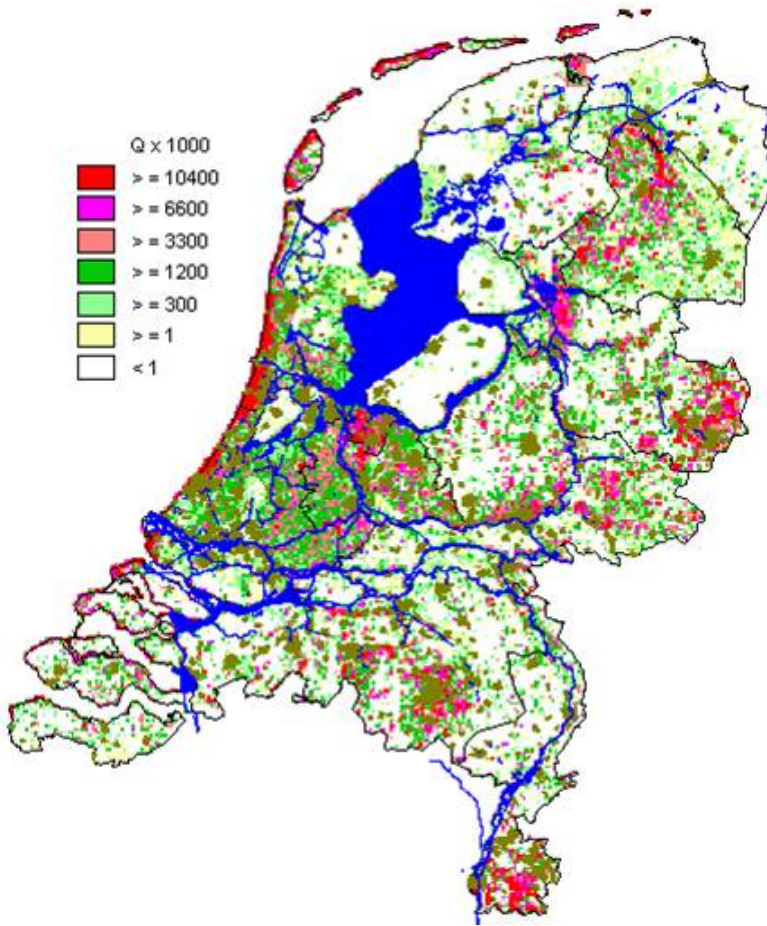 Q x 1000
> = 10400
> = 6600
> = 3300
> = 1200
> = 300
> = 1
< 1